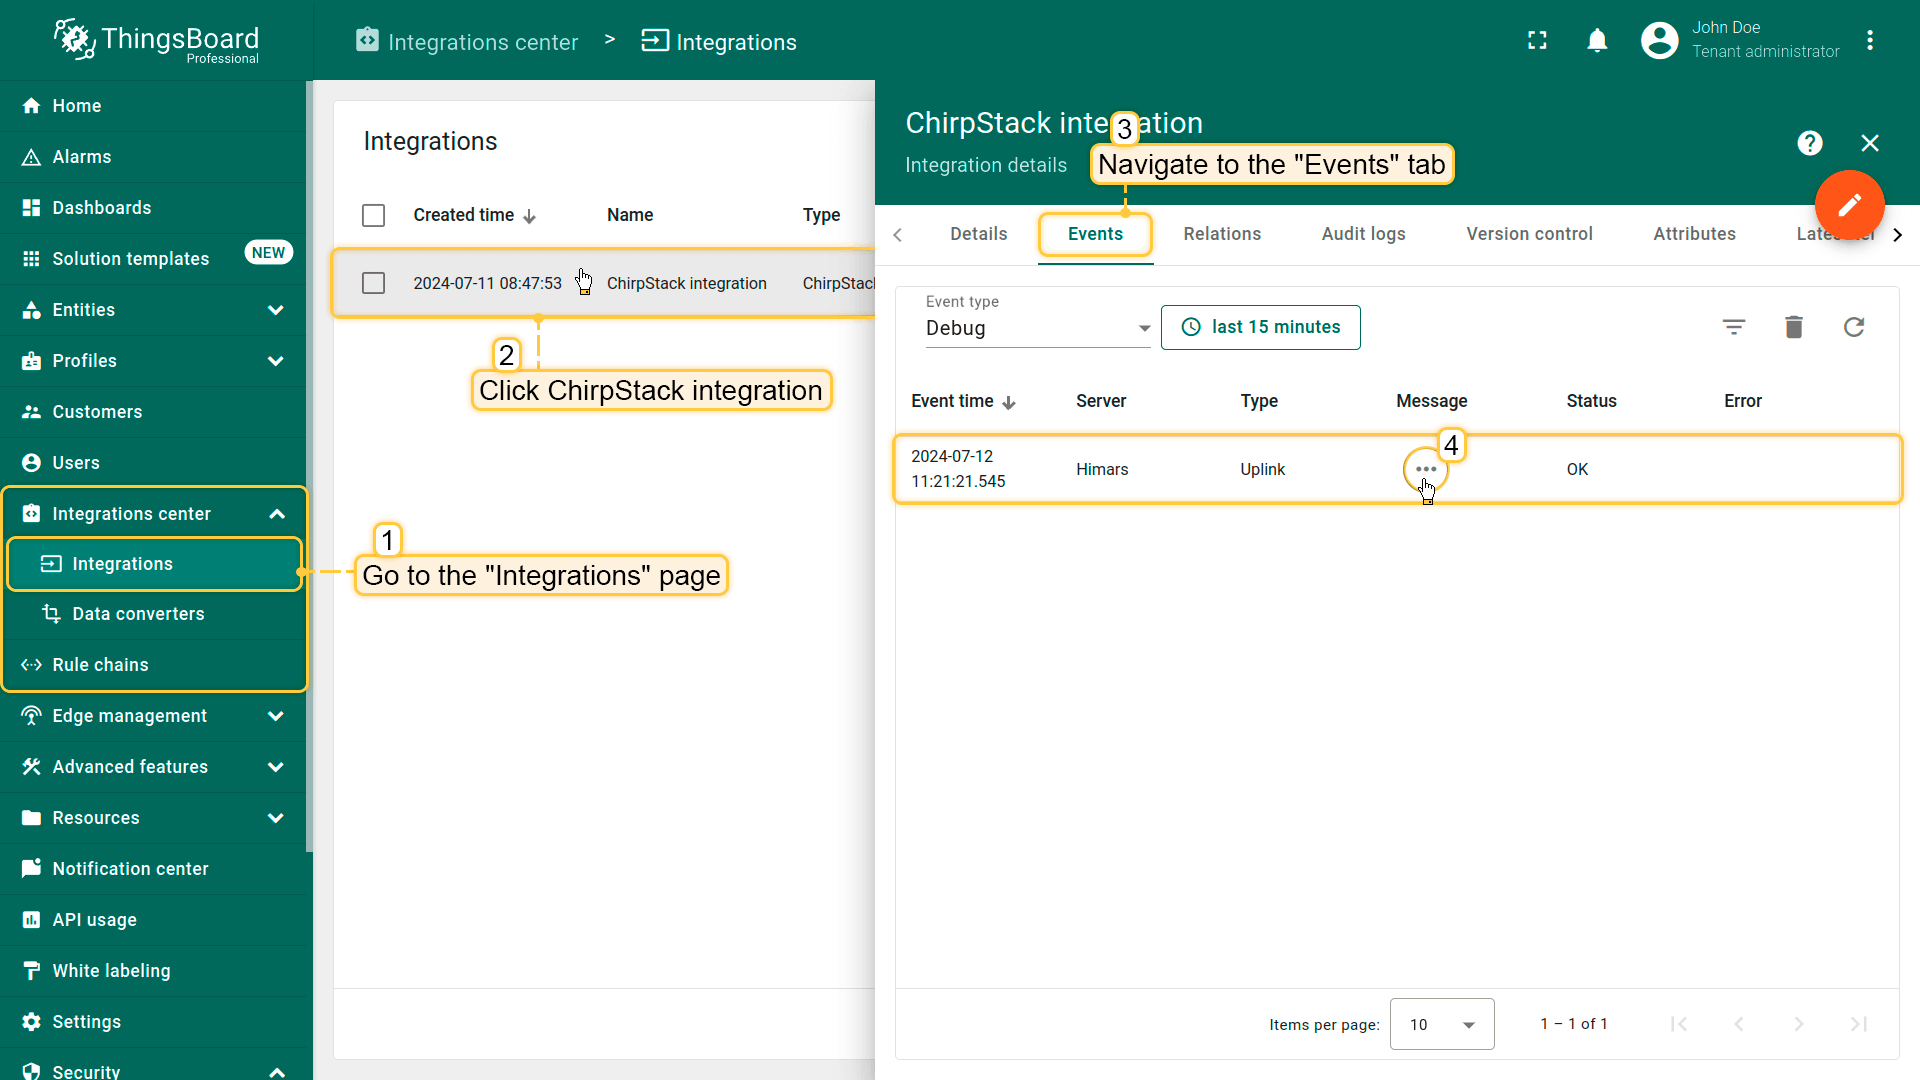 ThingsBoard
Professional
Integrations center > Integrations
John Doe
Tenant administrator
Home
Alarms
Dashboards
Solution templates
NEW
Entities
Profiles
Customers
Users
Integrations center
Integrations
Data converters
Rule chains
Edge management
Advanced features
Resources
Notification center
API usage
White labeling
Settings
Security
Integrations
Created time Name Type
2024-07-11 08:47:53 ChirpStack integration ChirpStac
2
Click ChirpStack integration
1
Go to the "Integrations" page
ChirpStack integration
3
Integration details
Navigate to the "Events" tab
Details Events Relations Audit logs Version control Attributes
Event type
Debug
last 15 minutes
Event time Server Type Message Status Error
2024-07-12
11:21:21.545
Himars Uplink ••• OK
4
Items per page: 10 1 – 1 of 1